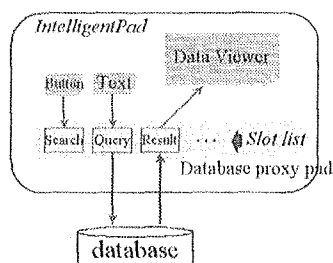 IntelligentPad
Data Viewer
Button
Text
Search
Query
Result
... Slot list
Database proxy pad
database